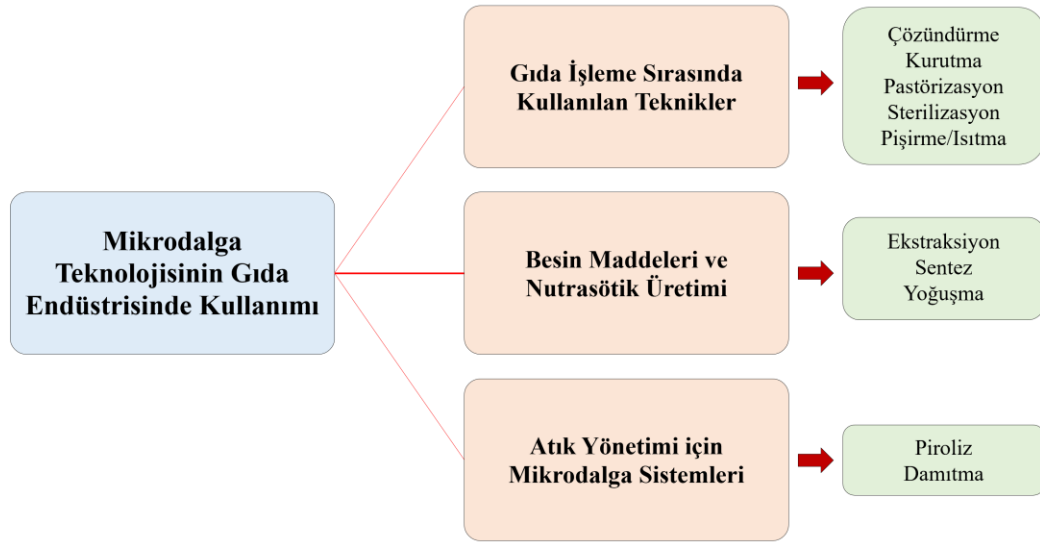 Mikrodalga
Teknolojisinin Gıda
Endüstrisinde Kullanımı
Gıda İşleme Sırasında
Kullanılan Teknikler
Çözündürme
Kurutma
Pastörizasyon
Sterilizasyon
Pişirme/Isıtma
Besin Maddeleri ve
Nutrasötik Üretimi
Ekstraksiyon
Sentez
Yoğuşma
Atık Yönetimi için
Mikrodalga Sistemleri
Piroliz
Damıtma